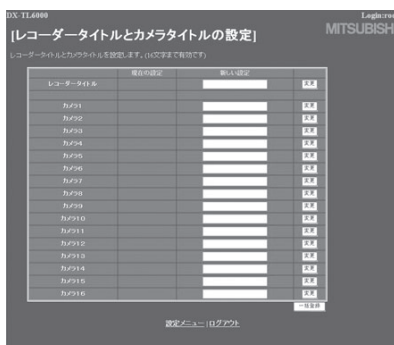 DX-TL6000
Login:roo
MITSUBISH
[レコーダータイトルとカメラタイトルの設定]
レコーダータイトルとカメラタイトルを設定します。(16文字まで有効です)
現在の設定 新しい設定
レコーダータイトル 変更
カメラ1 変更
カメラ2 変更
カメラ3 変更
カメラ4 変更
カメラ5 変更
カメラ6 変更
カメラ7 変更
カメラ8 変更
カメラ9 変更
カメラ10 変更
カメラ11 変更
カメラ12 変更
カメラ13 変更
カメラ14 変更
カメラ15 変更
カメラ16 変更
一括登録
設定メニュー | ログアウト